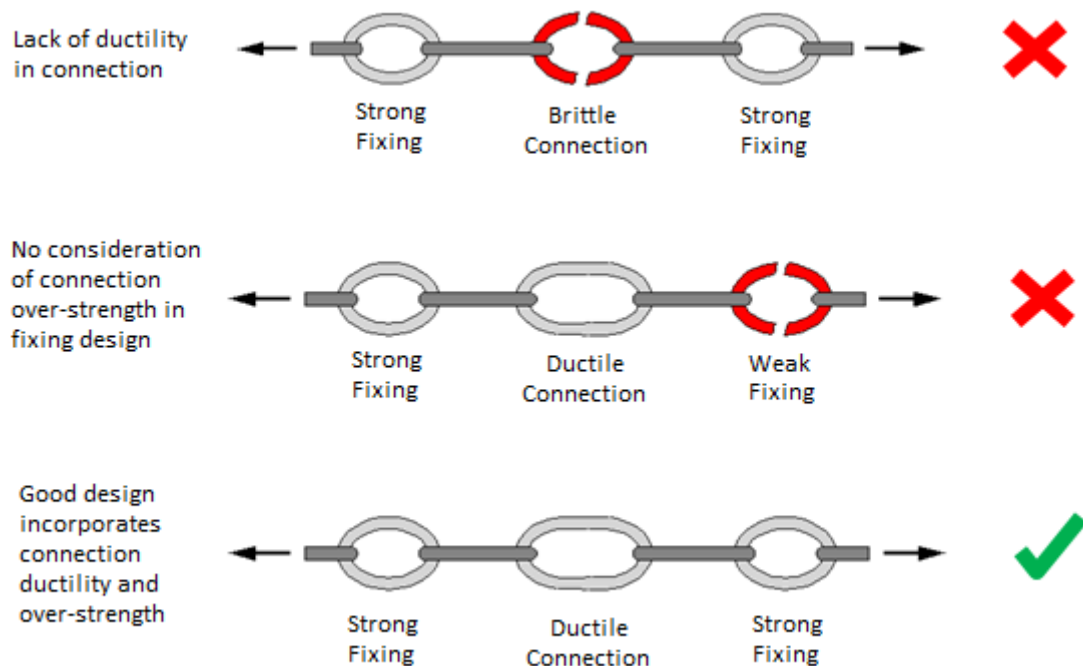 Lack of ductility
in connection
Strong
Fixing
Brittle
Connection
Strong
Fixing
No consideration
of connection
over-strength in
fixing design
Strong
Fixing
Ductile
Connection
Weak
Fixing
Good design
incorporates
connection
ductility and
over-strength
Strong
Fixing
Ductile
Connection
Strong
Fixing